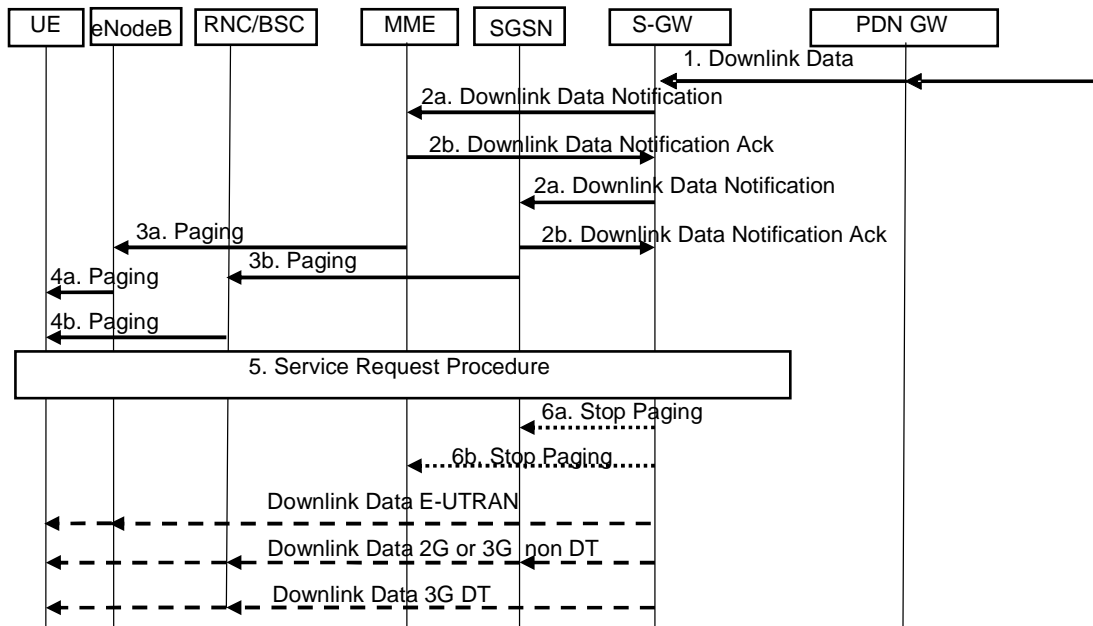 UE
eNodeB
RNC/BSC
MME
SGSN
S-GW
PDN GW
1. Downlink Data
2a. Downlink Data Notification
2b. Downlink Data Notification Ack
2a. Downlink Data Notification
3a. Paging
2b. Downlink Data Notification Ack
3b. Paging
4a. Paging
4b. Paging
5. Service Request Procedure
6a. Stop Paging
6b. Stop Paging
Downlink Data E-UTRAN
Downlink Data 2G or 3G non DT
Downlink Data 3G DT